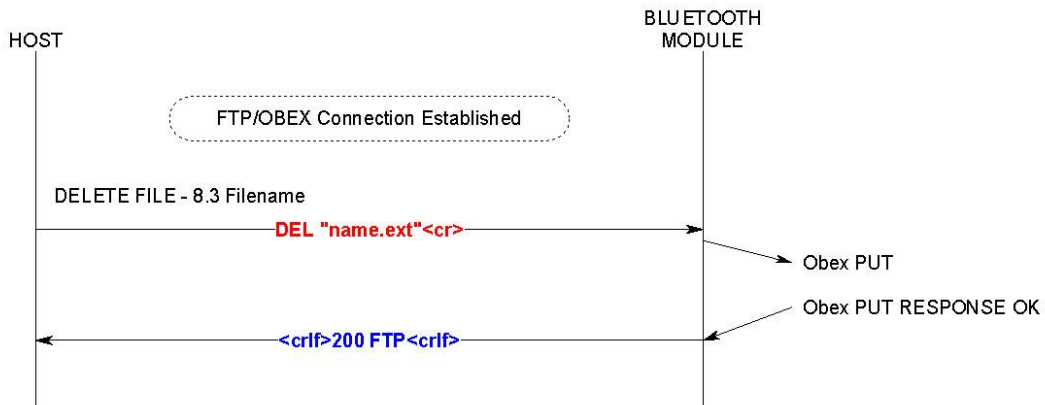 HOST
BLUETOOTH
MODULE
FTP/OBEX Connection Established
DELETE FILE - 8.3 Filename
DEL "name.ext"<cr>
Obex PUT
Obex PUT RESPONSE OK
<crlf>200 FTP<crlf>